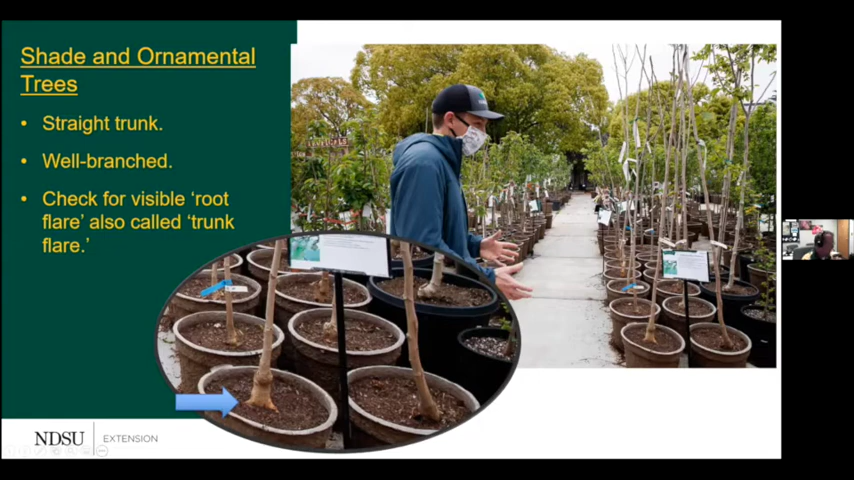 Shade and Ornamental
Trees
• Straight trunk.
• Well-branched.
• Check for visible ‘root
flare’ also called ‘trunk
flare.’
NDSU EXTENSION